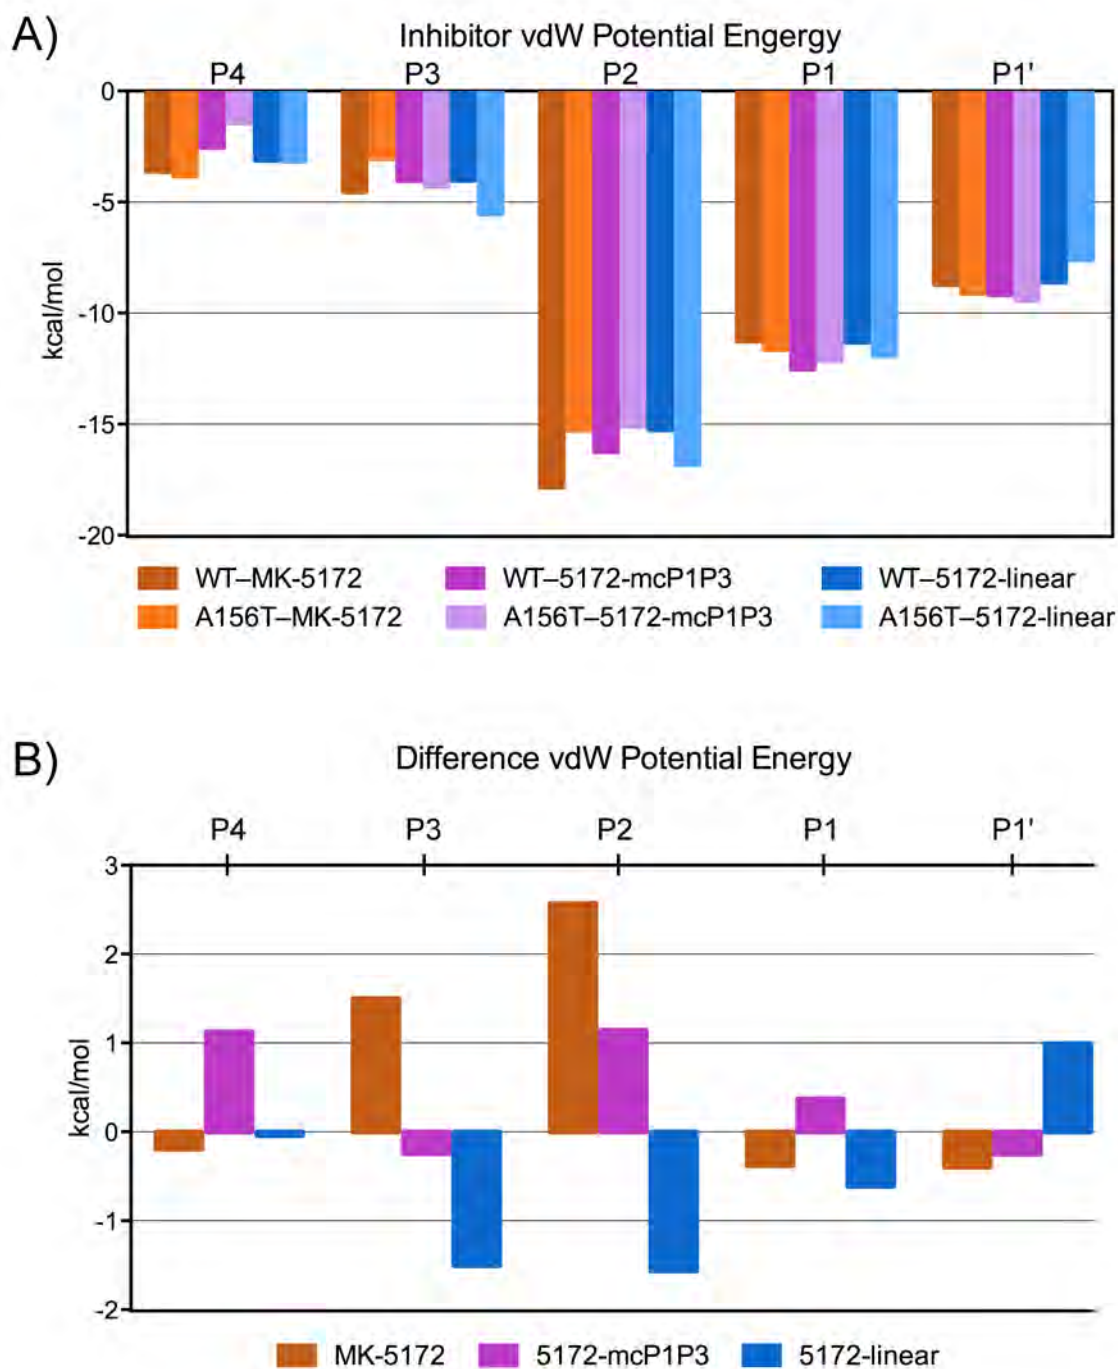 A)
Inhibitor vdW Potential Engergy
P4 P3 P2 P1 P1'
0
-5
-10
-15
-20
kcal/mol
WT–MK-5172 WT–5172-mcP1P3 WT–5172-linear
A156T–MK-5172 A156T–5172-mcP1P3 A156T–5172-linear
B)
Difference vdW Potential Energy
P4 P3 P2 P1 P1'
3
2
1
0
-1
-2
kcal/mol
MK-5172 5172-mcP1P3 5172-linear